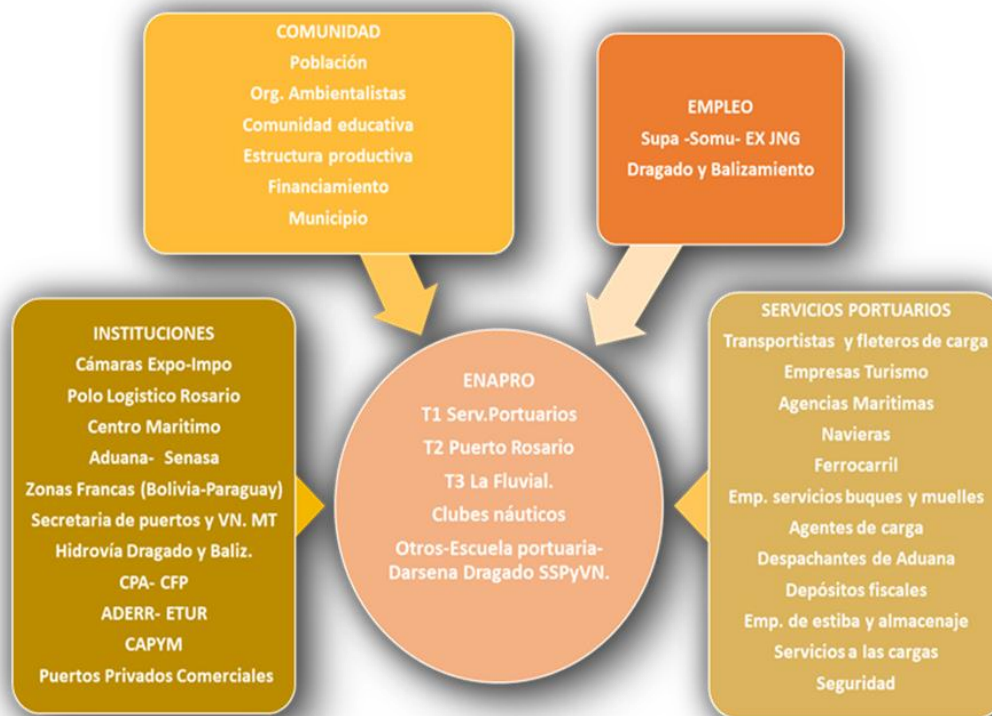 COMUNIDAD
Población
Org. Ambientalistas
Comunidad educativa
Estructura productiva
Financiamiento
Municipio
EMPLEO
Supa -Somu- EX JNG
Dragado y Balizamiento
INSTITUCIONES
Cámaras Expo-Impo
Polo Logistico Rosario
Centro Maritimo
Aduana- Senasa
Zonas Francas (Bolivia-Paraguay)
Secretaria de puertos y VN. MT
Hidrovía Dragado y Baliz.
CPA- CFP
ADERR- ETUR
CAPYM
Puertos Privados Comerciales
ENAPRO
T1 Serv.Portuarios
T2 Puerto Rosario
T3 La Fluvial.
Clubes náuticos
Otros-Escuela portuaria-
Darsena Dragado SSPyVN.
SERVICIOS PORTUARIOS
Transportistas y fleteros de carga
Empresas Turismo
Agencias Maritimas
Navieras
Ferrocarril
Emp. servicios buques y muelles
Agentes de carga
Despachantes de Aduana
Depósitos fiscales
Emp. de estiba y almacenaje
Servicios a las cargas
Seguridad